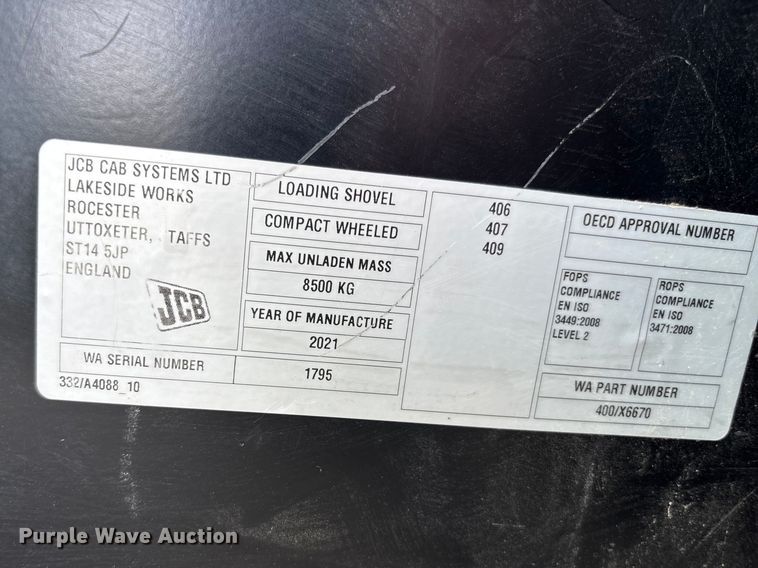 JCB CAB SYSTEMS LTD
LAKESIDE WORKS
ROCESTER
UTTOXETER, TAFFS
ST14 5JP
ENGLAND
JCB
WA SERIAL NUMBER
1795
332/A4088_10
LOADING SHOVEL
COMPACT WHEELED
MAX UNLADEN MASS
8500 KG
YEAR OF MANUFACTURE
2021
406
407
409
OECD APPROVAL NUMBER
FOPS
COMPLIANCE
EN ISO
3449:2008
LEVEL 2
ROPS
COMPLIANCE
EN ISO
3471:2008
WA PART NUMBER
400/X6670
Purple Wave Auction